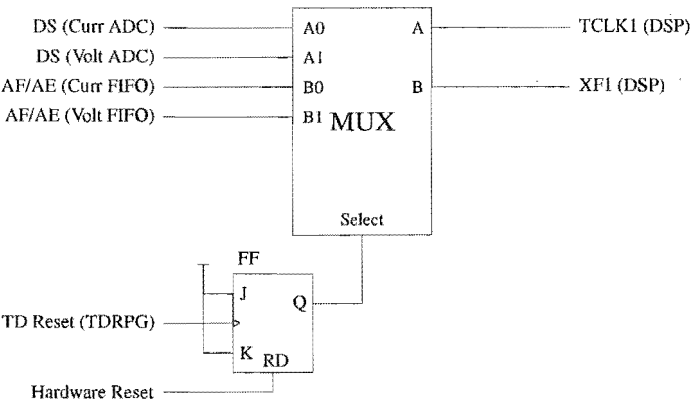 DS (Curr ADC) A0 A TCLK1 (DSP)
DS (Volt ADC) A1
AF/AE (Curr FIFO) B0 B XF1 (DSP)
AF/AE (Volt FIFO) B1 MUX
Select
FF
J Q
TD Reset (TDRPG)
K RD
Hardware Reset